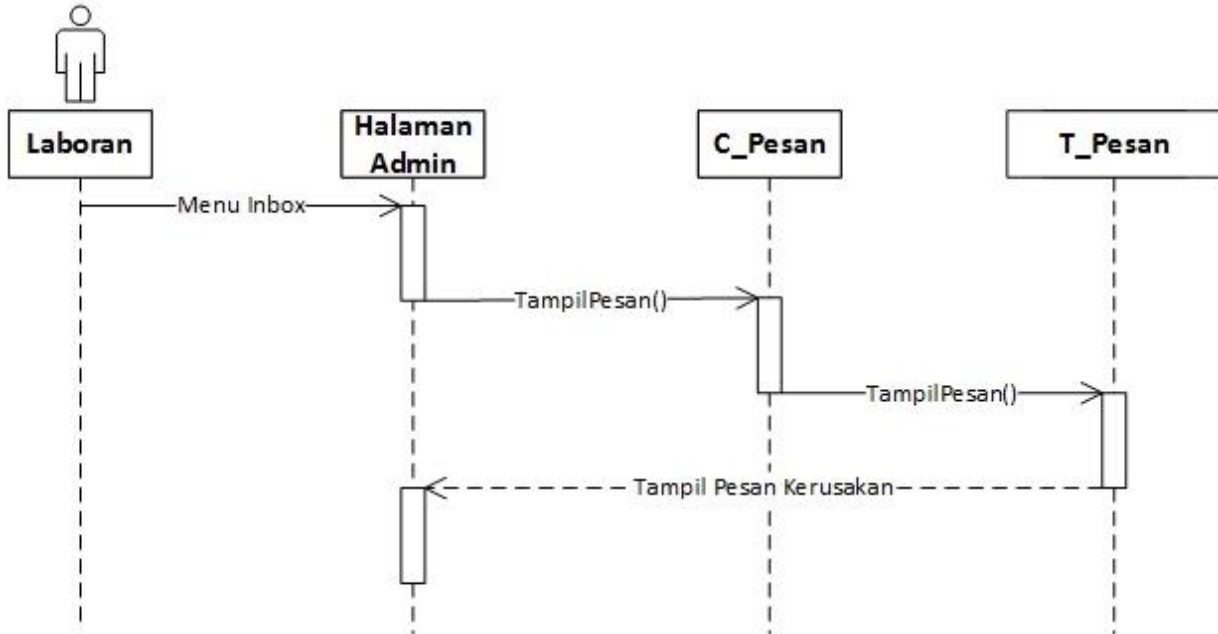 Laboran
Halaman
Admin
C_Pesan
T_Pesan
Menu Inbox
TampilPesan()
TampilPesan()
Tampil Pesan Kerusakan